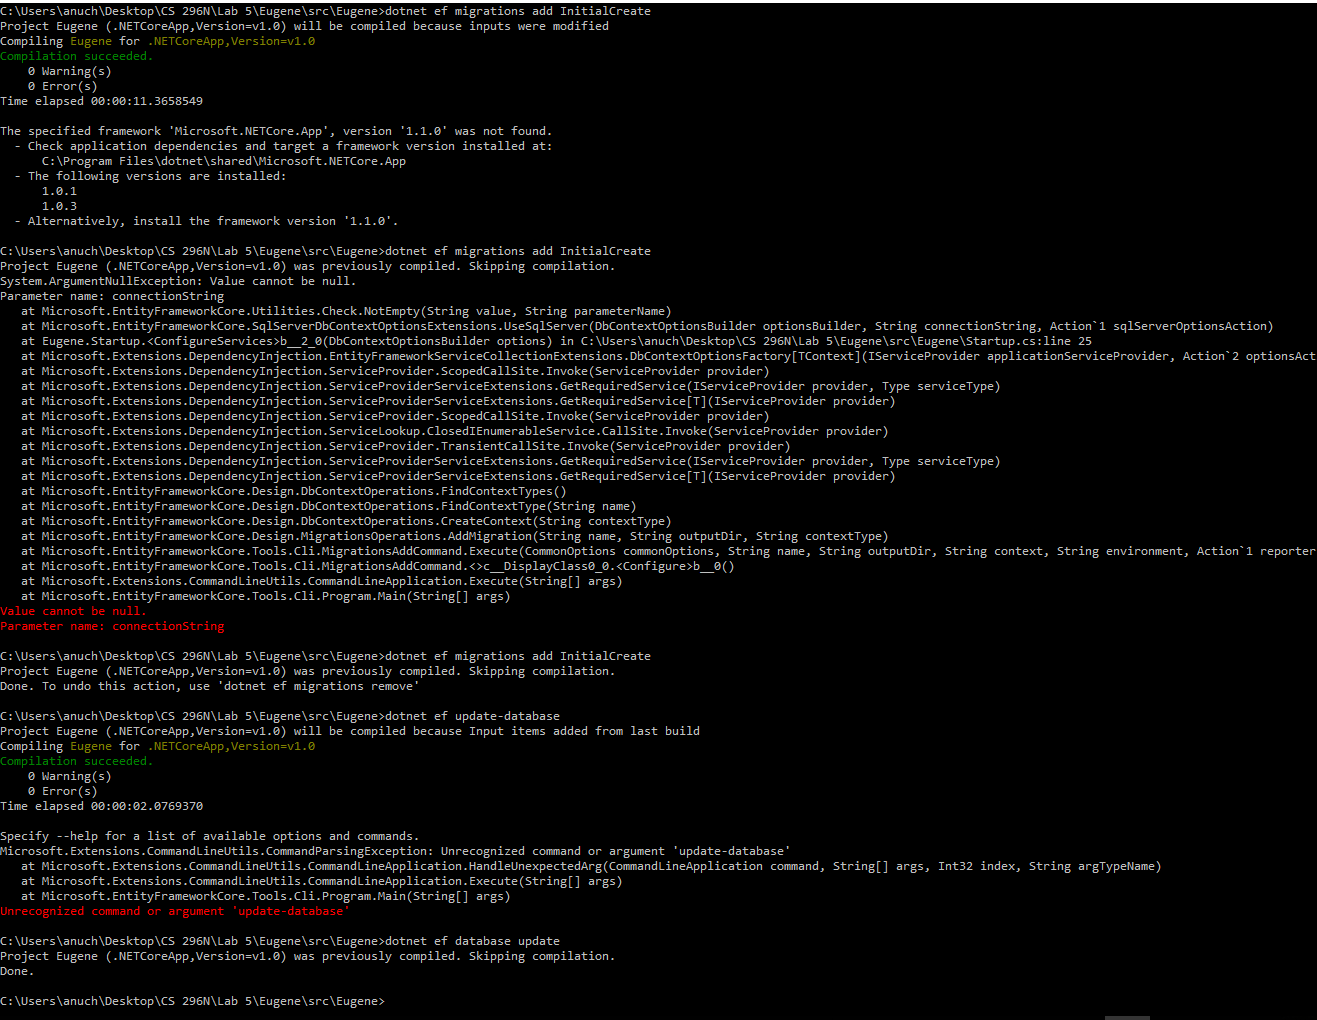 C:\Users\anuch\Desktop\CS 296N\Lab 5\Eugene\src\Eugene>dotnet ef migrations add InitialCreate
Project Eugene (.NETCoreApp,Version=v1.0) will be compiled because inputs were modified
Compiling Eugene for .NETCoreApp,Version=v1.0
Compilation succeeded.
    0 Warning(s)
    0 Error(s)
Time elapsed 00:00:11.3658549
The specified framework 'Microsoft.NETCore.App', version '1.1.0' was not found.
  - Check application dependencies and target a framework version installed at:
      C:\Program Files\dotnet\shared\Microsoft.NETCore.App
  - The following versions are installed:
      1.0.1
      1.0.3
  - Alternatively, install the framework version '1.1.0'.
C:\Users\anuch\Desktop\CS 296N\Lab 5\Eugene\src\Eugene>dotnet ef migrations add InitialCreate
Project Eugene (.NETCoreApp,Version=v1.0) was previously compiled. Skipping compilation.
System.ArgumentNullException: Value cannot be null.
Parameter name: connectionString
   at Microsoft.EntityFrameworkCore.Utilities.Check.NotEmpty(String value, String parameterName)
   at Microsoft.EntityFrameworkCore.SqlServerDbContextOptionsExtensions.UseSqlServer(DbContextOptionsBuilder optionsBuilder, String connectionString, Action`1 sqlServerOptionsAction)
   at Eugene.Startup.<ConfigureServices>b__2_0(DbContextOptionsBuilder options) in C:\Users\anuch\Desktop\CS 296N\Lab 5\Eugene\src\Eugene\Startup.cs:line 25
   at Microsoft.Extensions.DependencyInjection.EntityFrameworkServiceCollectionExtensions.DbContextOptionsFactory[TContext](IServiceProvider applicationServiceProvider, Action`2 optionsAct
   at Microsoft.Extensions.DependencyInjection.ServiceProvider.ScopedCallSite.Invoke(ServiceProvider provider)
   at Microsoft.Extensions.DependencyInjection.ServiceProviderServiceExtensions.GetRequiredService(IServiceProvider provider, Type serviceType)
   at Microsoft.Extensions.DependencyInjection.ServiceProviderServiceExtensions.GetRequiredService[T](IServiceProvider provider)
   at Microsoft.Extensions.DependencyInjection.ServiceProvider.ScopedCallSite.Invoke(ServiceProvider provider)
   at Microsoft.Extensions.DependencyInjection.ServiceLookup.ClosedIEnumerableService.CallSite.Invoke(ServiceProvider provider)
   at Microsoft.Extensions.DependencyInjection.ServiceProvider.TransientCallSite.Invoke(ServiceProvider provider)
   at Microsoft.Extensions.DependencyInjection.ServiceProviderServiceExtensions.GetRequiredService(IServiceProvider provider, Type serviceType)
   at Microsoft.Extensions.DependencyInjection.ServiceProviderServiceExtensions.GetRequiredService[T](IServiceProvider provider)
   at Microsoft.EntityFrameworkCore.Design.DbContextOperations.FindContextTypes()
   at Microsoft.EntityFrameworkCore.Design.DbContextOperations.FindContextType(String name)
   at Microsoft.EntityFrameworkCore.Design.DbContextOperations.CreateContext(String contextType)
   at Microsoft.EntityFrameworkCore.Design.MigrationsOperations.AddMigration(String name, String outputDir, String contextType)
   at Microsoft.EntityFrameworkCore.Tools.Cli.MigrationsAddCommand.Execute(CommonOptions commonOptions, String name, String outputDir, String context, String environment, Action`1 reporter
   at Microsoft.EntityFrameworkCore.Tools.Cli.MigrationsAddCommand.<>c__DisplayClass0_0.<Configure>b__0()
   at Microsoft.Extensions.CommandLineUtils.CommandLineApplication.Execute(String[] args)
   at Microsoft.EntityFrameworkCore.Tools.Cli.Program.Main(String[] args)
Value cannot be null.
Parameter name: connectionString
C:\Users\anuch\Desktop\CS 296N\Lab 5\Eugene\src\Eugene>dotnet ef migrations add InitialCreate
Project Eugene (.NETCoreApp,Version=v1.0) was previously compiled. Skipping compilation.
Done. To undo this action, use 'dotnet ef migrations remove'
C:\Users\anuch\Desktop\CS 296N\Lab 5\Eugene\src\Eugene>dotnet ef update-database
Project Eugene (.NETCoreApp,Version=v1.0) will be compiled because Input items added from last build
Compiling Eugene for .NETCoreApp,Version=v1.0
Compilation succeeded.
    0 Warning(s)
    0 Error(s)
Time elapsed 00:00:02.0769370
Specify --help for a list of available options and commands.
Microsoft.Extensions.CommandLineUtils.CommandParsingException: Unrecognized command or argument 'update-database'
   at Microsoft.Extensions.CommandLineUtils.CommandLineApplication.HandleUnexpectedArg(CommandLineApplication command, String[] args, Int32 index, String argTypeName)
   at Microsoft.Extensions.CommandLineUtils.CommandLineApplication.Execute(String[] args)
   at Microsoft.EntityFrameworkCore.Tools.Cli.Program.Main(String[] args)
Unrecognized command or argument 'update-database'
C:\Users\anuch\Desktop\CS 296N\Lab 5\Eugene\src\Eugene>dotnet ef database update
Project Eugene (.NETCoreApp,Version=v1.0) was previously compiled. Skipping compilation.
Done.
C:\Users\anuch\Desktop\CS 296N\Lab 5\Eugene\src\Eugene>